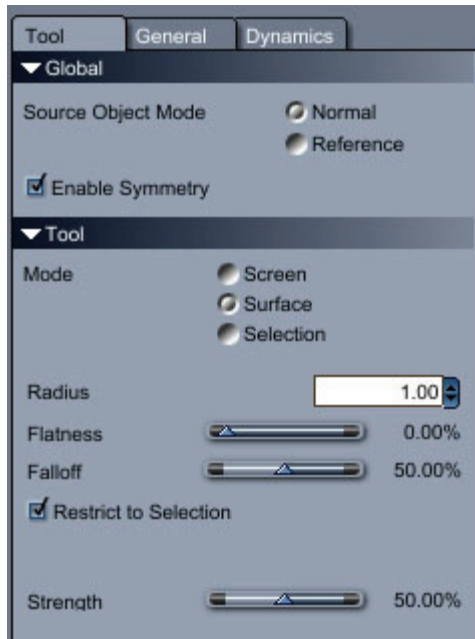 Tool General Dynamics
Global
Source Object Mode Normal
Reference
Enable Symmetry
Tool
Mode Screen
Surface
Selection
Radius 1.00
Flatness 0.00%
Falloff 50.00%
Restrict to Selection
Strength 50.00%